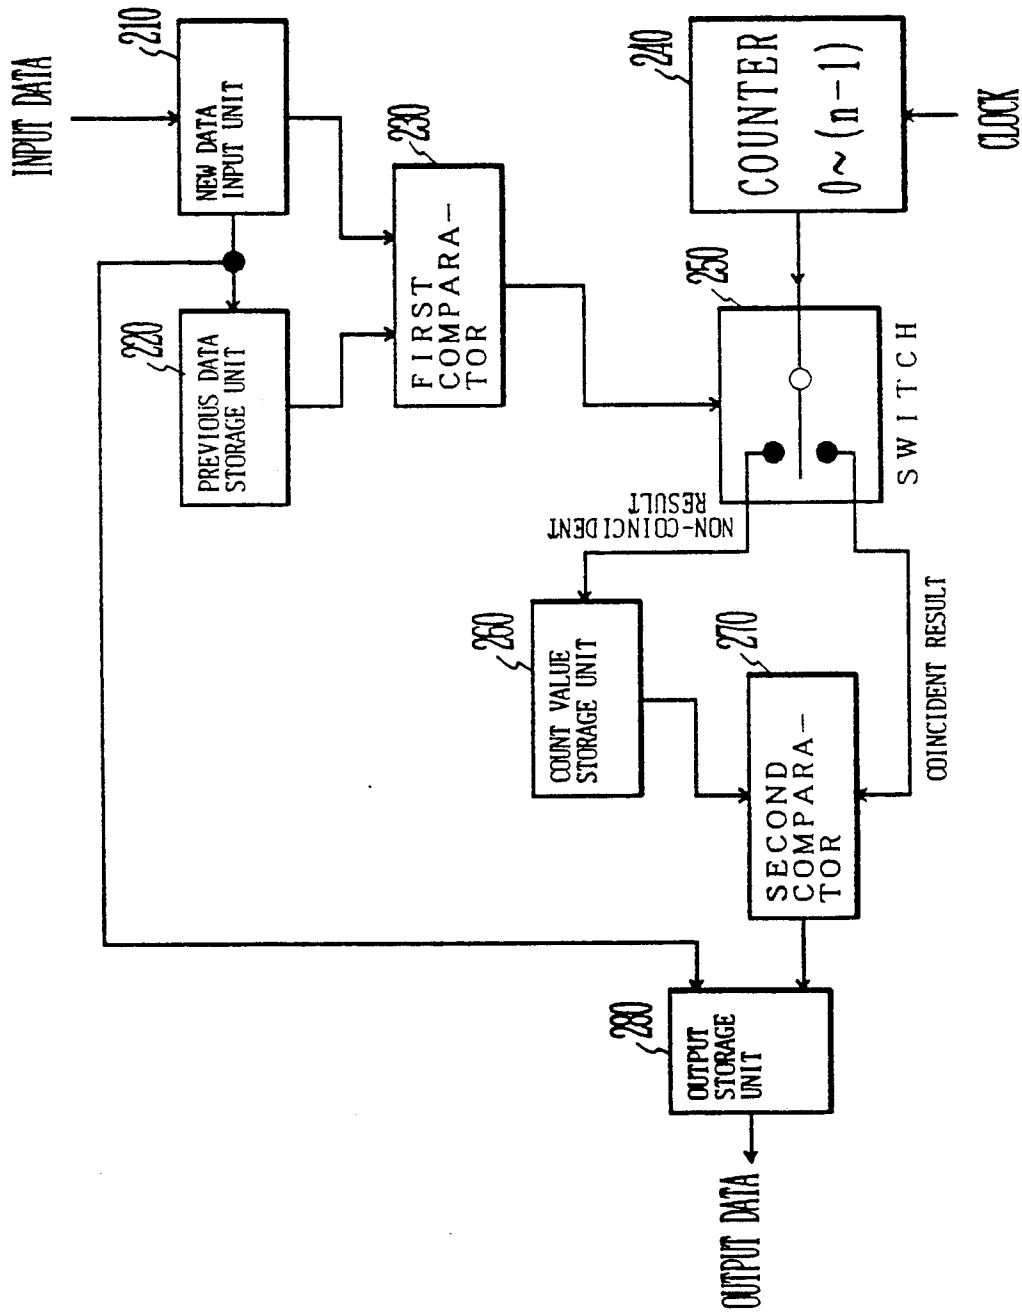 INPUT DATA
210
NEW DATA
INPUT UNIT
220
PREVIOUS DATA
STORAGE UNIT
230
FIRST
COMPARA-
TOR
240
COUNTER
0~(n-1)
CLOCK
250
SWITCH
NON-COINCIDENT
RESULT
COINCIDENT RESULT
260
COUNT VALUE
STORAGE UNIT
270
SECOND
COMPARA-
TOR
280
OUTPUT
STORAGE
UNIT
OUTPUT DATA